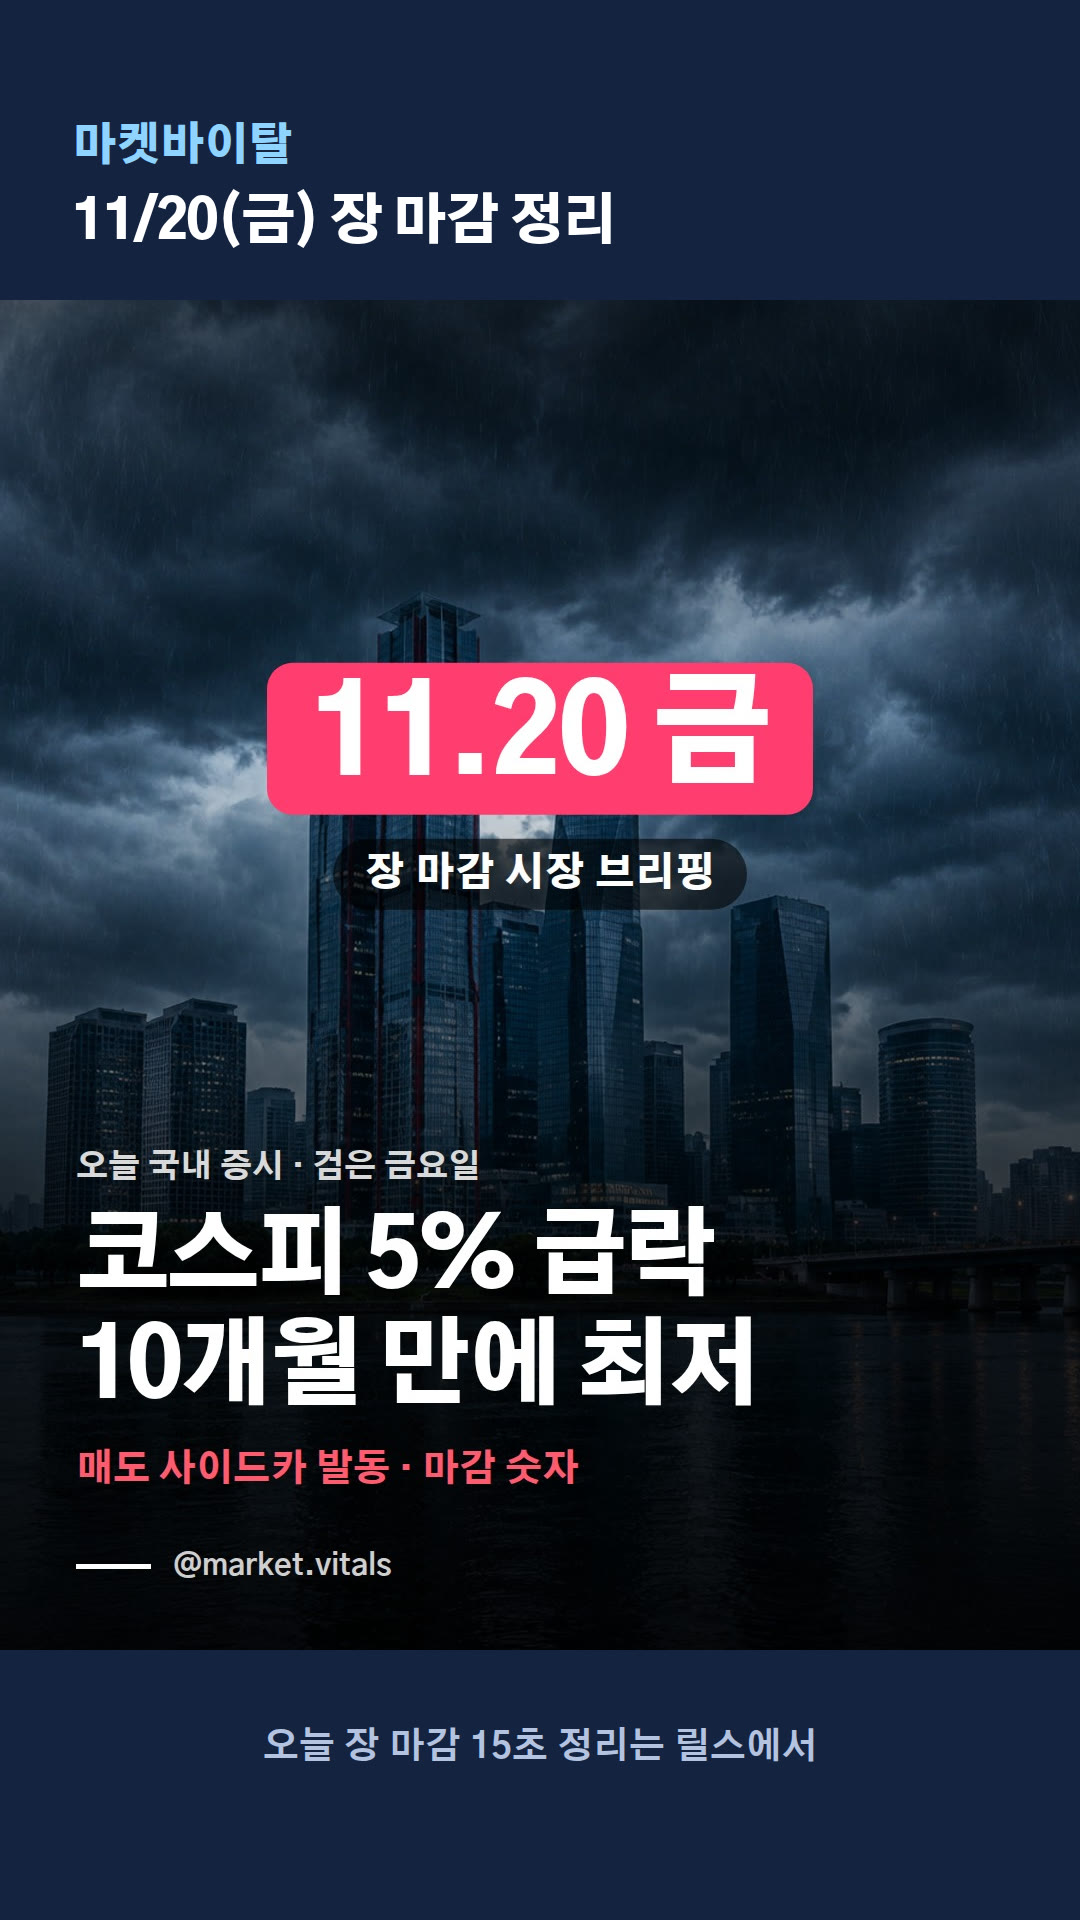 마켓바이탈
11/20(금) 장 마감 정리
11.20 금
장 마감 시장 브리핑
오늘 국내 증시 · 검은 금요일
코스피 5% 급락
10개월 만에 최저
매도 사이드카 발동 · 마감 숫자
@market.vitals
오늘 장 마감 15초 정리는 릴스에서